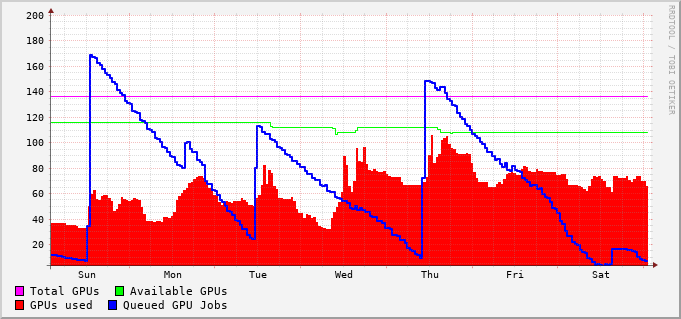 200
180
160
140
120
100
80
60
40
20
Sun Mon Tue Wed Thu Fri Sat
Total GPUs Available GPUs
GPUs used Queued GPU Jobs
RRDTOOL / TOBI OETIKER